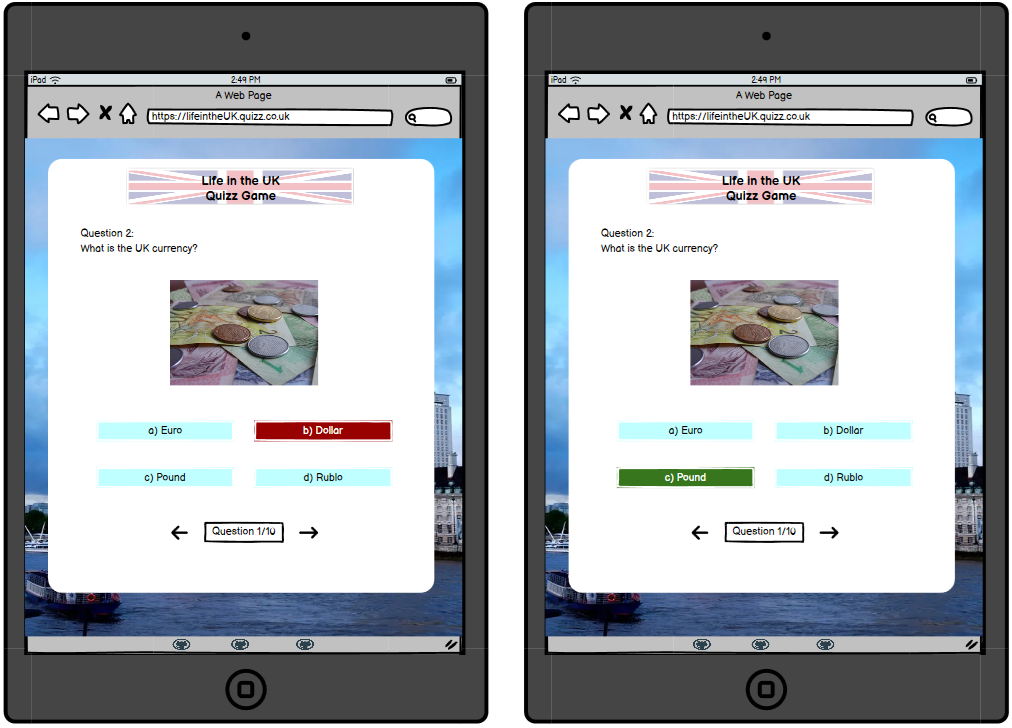 iPad
2:49 PM
A Web Page
https://lifeintheUK.quizz.co.uk
Life in the UK
Quizz Game
Question 2:
What is the UK currency?
a) Euro
b) Dollar
c) Pound
d) Rublo
Question 1/10
iPad
2:49 PM
A Web Page
https://lifeintheUK.quizz.co.uk
Life in the UK
Quizz Game
Question 2:
What is the UK currency?
a) Euro
b) Dollar
c) Pound
d) Rublo
Question 1/10